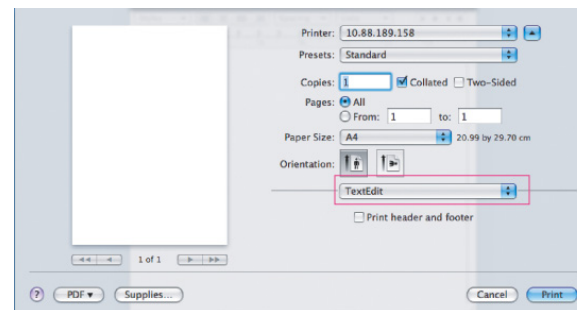 Printer: 10.88.189.158
Presets: Standard
Copies: 1 Collated Two-Sided
Pages: All
From: 1 to: 1
Paper Size: A4 20.99 by 29.70 cm
Orientation:
TextEdit
Print header and footer
1 of 1
? PDF Supplies... Cancel Print